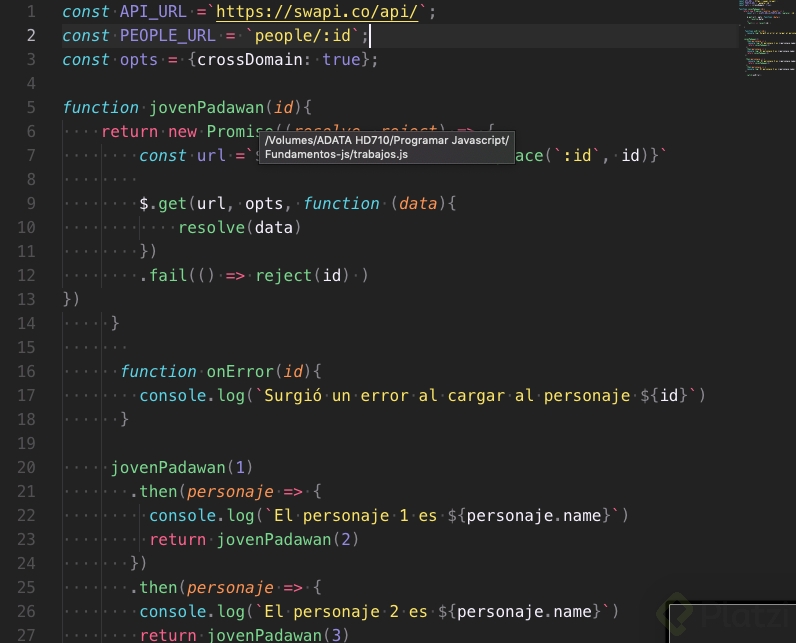 1 const API_URL =`https://swapi.co/api/`;
2 const PEOPLE_URL = `people/:id`;
3 const opts = {crossDomain: true};
4
5 function jovenPadawan(id){
6 return new Promise((resolve, reject) => {
/Volumes/ADATA HD710/Programar Javascript/
Fundamentos-js/trabajos.js
7 const url =`$ ace(`:id`, id)}`
8
9 $.get(url, opts, function (data){
10 resolve(data)
11 })
12 .fail(() => reject(id) )
13 })
14 }
15
16 function onError(id){
17 console.log(`Surgió un error al cargar al personaje ${id}`)
18 }
19
20 jovenPadawan(1)
21 .then(personaje => {
22 console.log(`El personaje 1 es ${personaje.name}`)
23 return jovenPadawan(2)
24 })
25 .then(personaje => {
26 console.log(`El personaje 2 es ${personaje.name}`)
27 return jovenPadawan(3)
Platzi